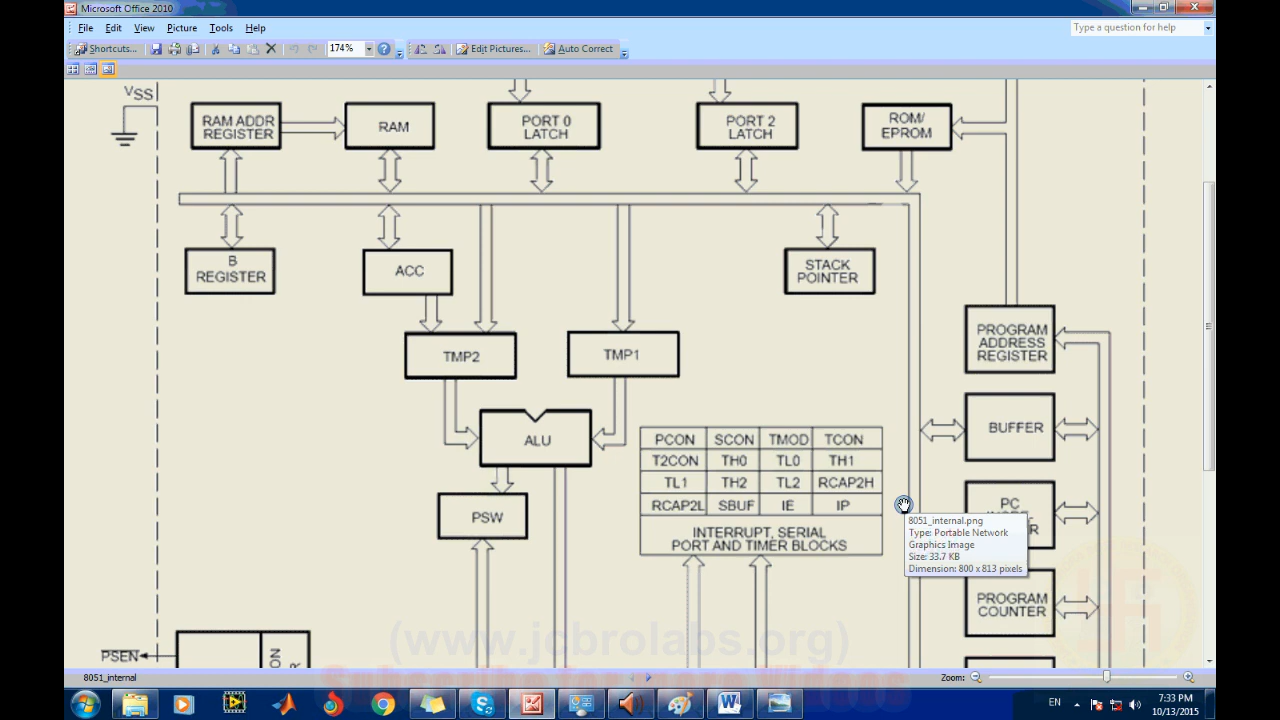 Microsoft Office 2010
File Edit View Picture Tools Help
Type a question for help
Shortcuts...
174%
Edit Pictures...
Auto Correct
VSS
RAM ADDR
REGISTER
RAM
PORT 0
LATCH
PORT 2
LATCH
ROM/
EPROM
B
REGISTER
ACC
STACK
POINTER
TMP2
TMP1
PROGRAM
ADDRESS
REGISTER
ALU
BUFFER
PCON SCON TMOD TCON
T2CON TH0 TL0 TH1
TL1 TH2 TL2 RCAP2H
RCAP2L SBUF IE IP
INTERRUPT, SERIAL
PORT AND TIMER BLOCKS
PSW
PC
8051_internal.png
Type: Portable Network
Graphics Image
Size: 33.7 KB
Dimension: 800 x 813 pixels
PROGRAM
COUNTER
PSEN
(www.jcbrolabs.org)
8051_internal
Zoom:
EN
7:33 PM
10/13/2015